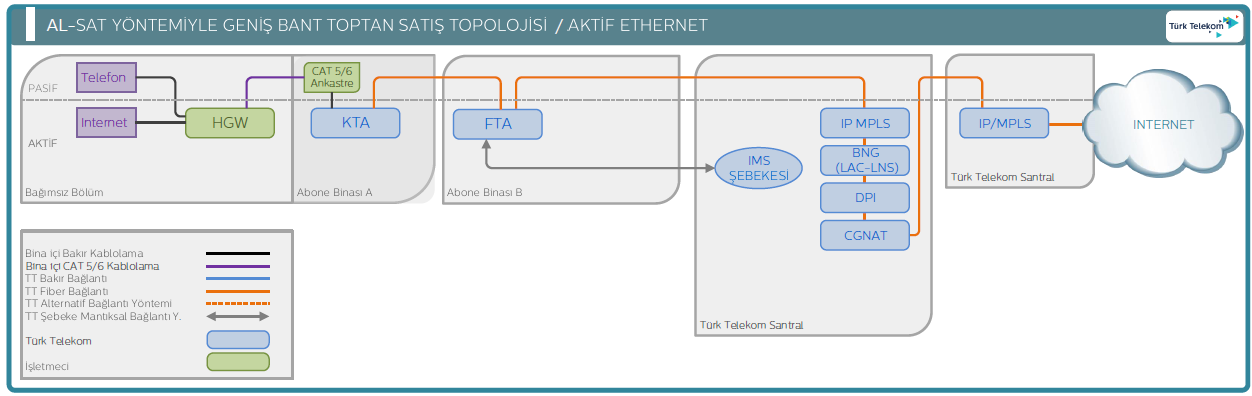 AL-SAT YÖNTEMİYLE GENİŞ BANT TOPTAN SATIŞ TOPOLOJİSİ / AKTİF ETHERNET
Türk Telekom
PASİF
AKTİF
Telefon
Internet
HGW
Bağımsız Bölüm
CAT 5/6
Ankastre
KTA
Abone Binası A
FTA
Abone Binası B
IMS
ŞEBEKESİ
IP MPLS
BNG
(LAC-LNS)
DPI
CGNAT
Türk Telekom Santral
IP/MPLS
Türk Telekom Santral
INTERNET
Bina içi Bakır Kablolama
Bina içi CAT 5/6 Kablolama
TT Bakır Bağlantı
TT Fiber Bağlantı
TT Alternatif Bağlantı Yöntemi
TT Şebeke Mantıksal Bağlantı Y.
Türk Telekom
İşletmeci